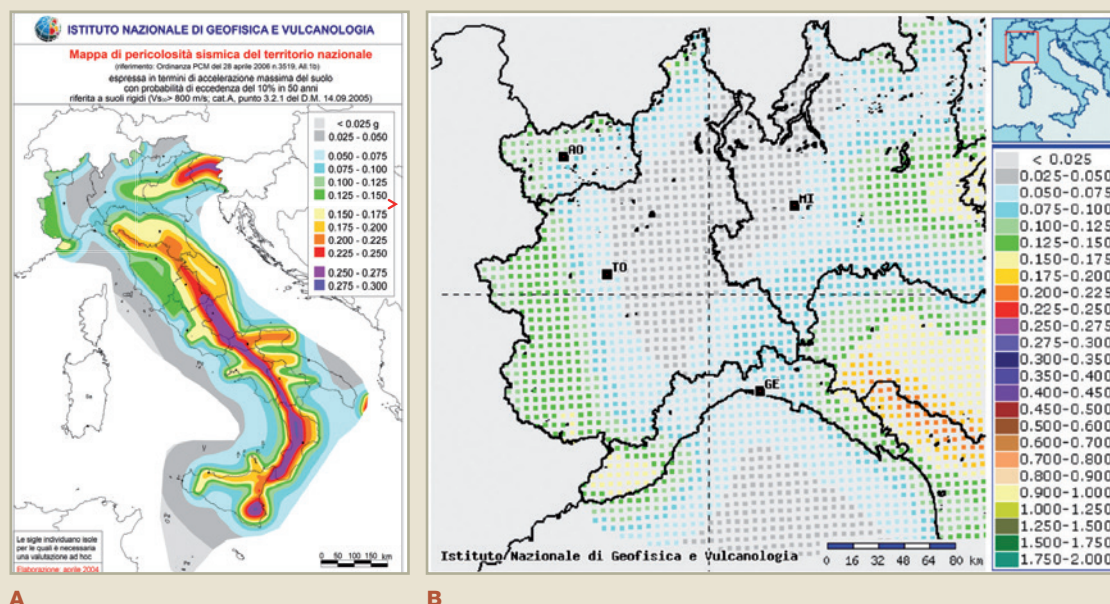 ISTITUTO NAZIONALE DI GEOFISICA E VULCANOLOGIA
Mappa di pericolosità sismica del territorio nazionale
(riferimento: Ordinanza PCM del 28 aprile 2006 n.3519, All.1b)
espressa in termini di accelerazione massima del suolo
con probabilità di eccedenza del 10% in 50 anni
riferita a suoli rigidi (Vs₃₀> 800 m/s; cat.A, punto 3.2.1 del D.M. 14.09.2005)
< 0.025 g
0.025 - 0.050
0.050 - 0.075
0.075 - 0.100
0.100 - 0.125
0.125 - 0.150
0.150 - 0.175
0.175 - 0.200
0.200 - 0.225
0.225 - 0.250
0.250 - 0.275
0.275 - 0.300
>
Sa
Le sigle individuano isole
per le quali è necessaria
una valutazione ad hoc
Elaborazione: aprile 2004
0 50 100 150 km
A
AO
MI
TO
GE
Istituto Nazionale di Geofisica e Vulcanologia
0 16 32 48 64 80 km
< 0.025
0.025-0.050
0.050-0.075
0.075-0.100
0.100-0.125
0.125-0.150
0.150-0.175
0.175-0.200
0.200-0.225
0.225-0.250
0.250-0.275
0.275-0.300
0.300-0.350
0.350-0.400
0.400-0.450
0.450-0.500
0.500-0.600
0.600-0.700
0.700-0.800
0.800-0.900
0.900-1.000
1.000-1.250
1.250-1.500
1.500-1.750
1.750-2.000
B